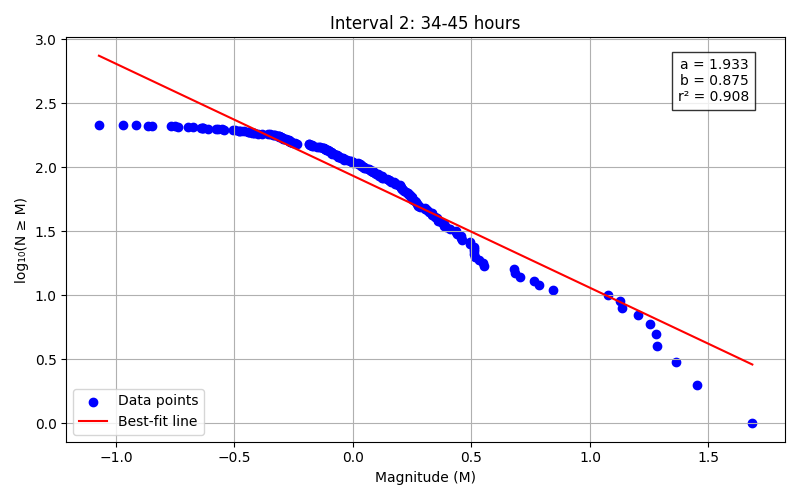 Interval 2: 34-45 hours
a = 1.933
b = 0.875
r² = 0.908
log₁₀(N ≥ M)
3.0
2.5
2.0
1.5
1.0
0.5
0.0
Data points
Best-fit line
−1.0
−0.5
0.0
0.5
1.0
1.5
Magnitude (M)